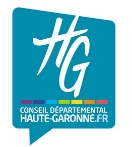 HG
CONSEIL DÉPARTEMENTAL
HAUTE-GARONNE.FR